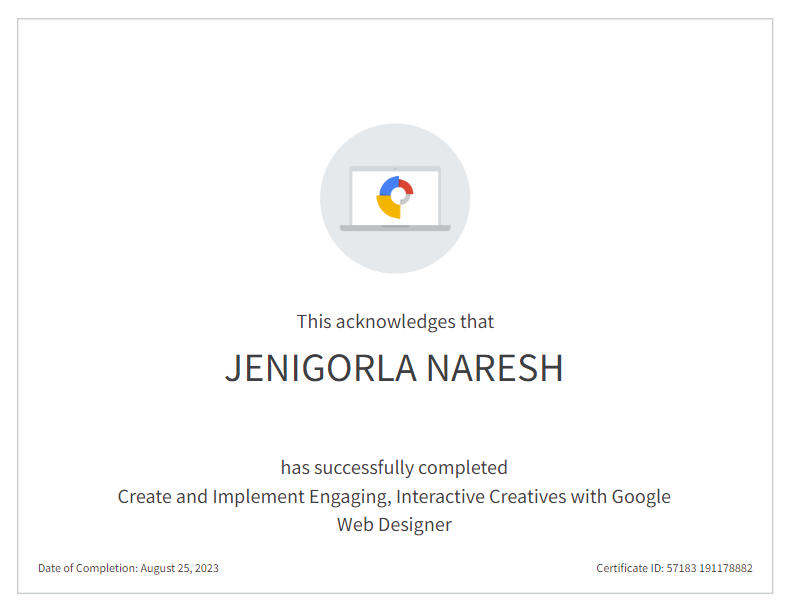 This acknowledges that
JENIGORLA NARESH
has successfully completed
Create and Implement Engaging, Interactive Creatives with Google
Web Designer
Date of Completion: August 25, 2023
Certificate ID: 57183 191178882